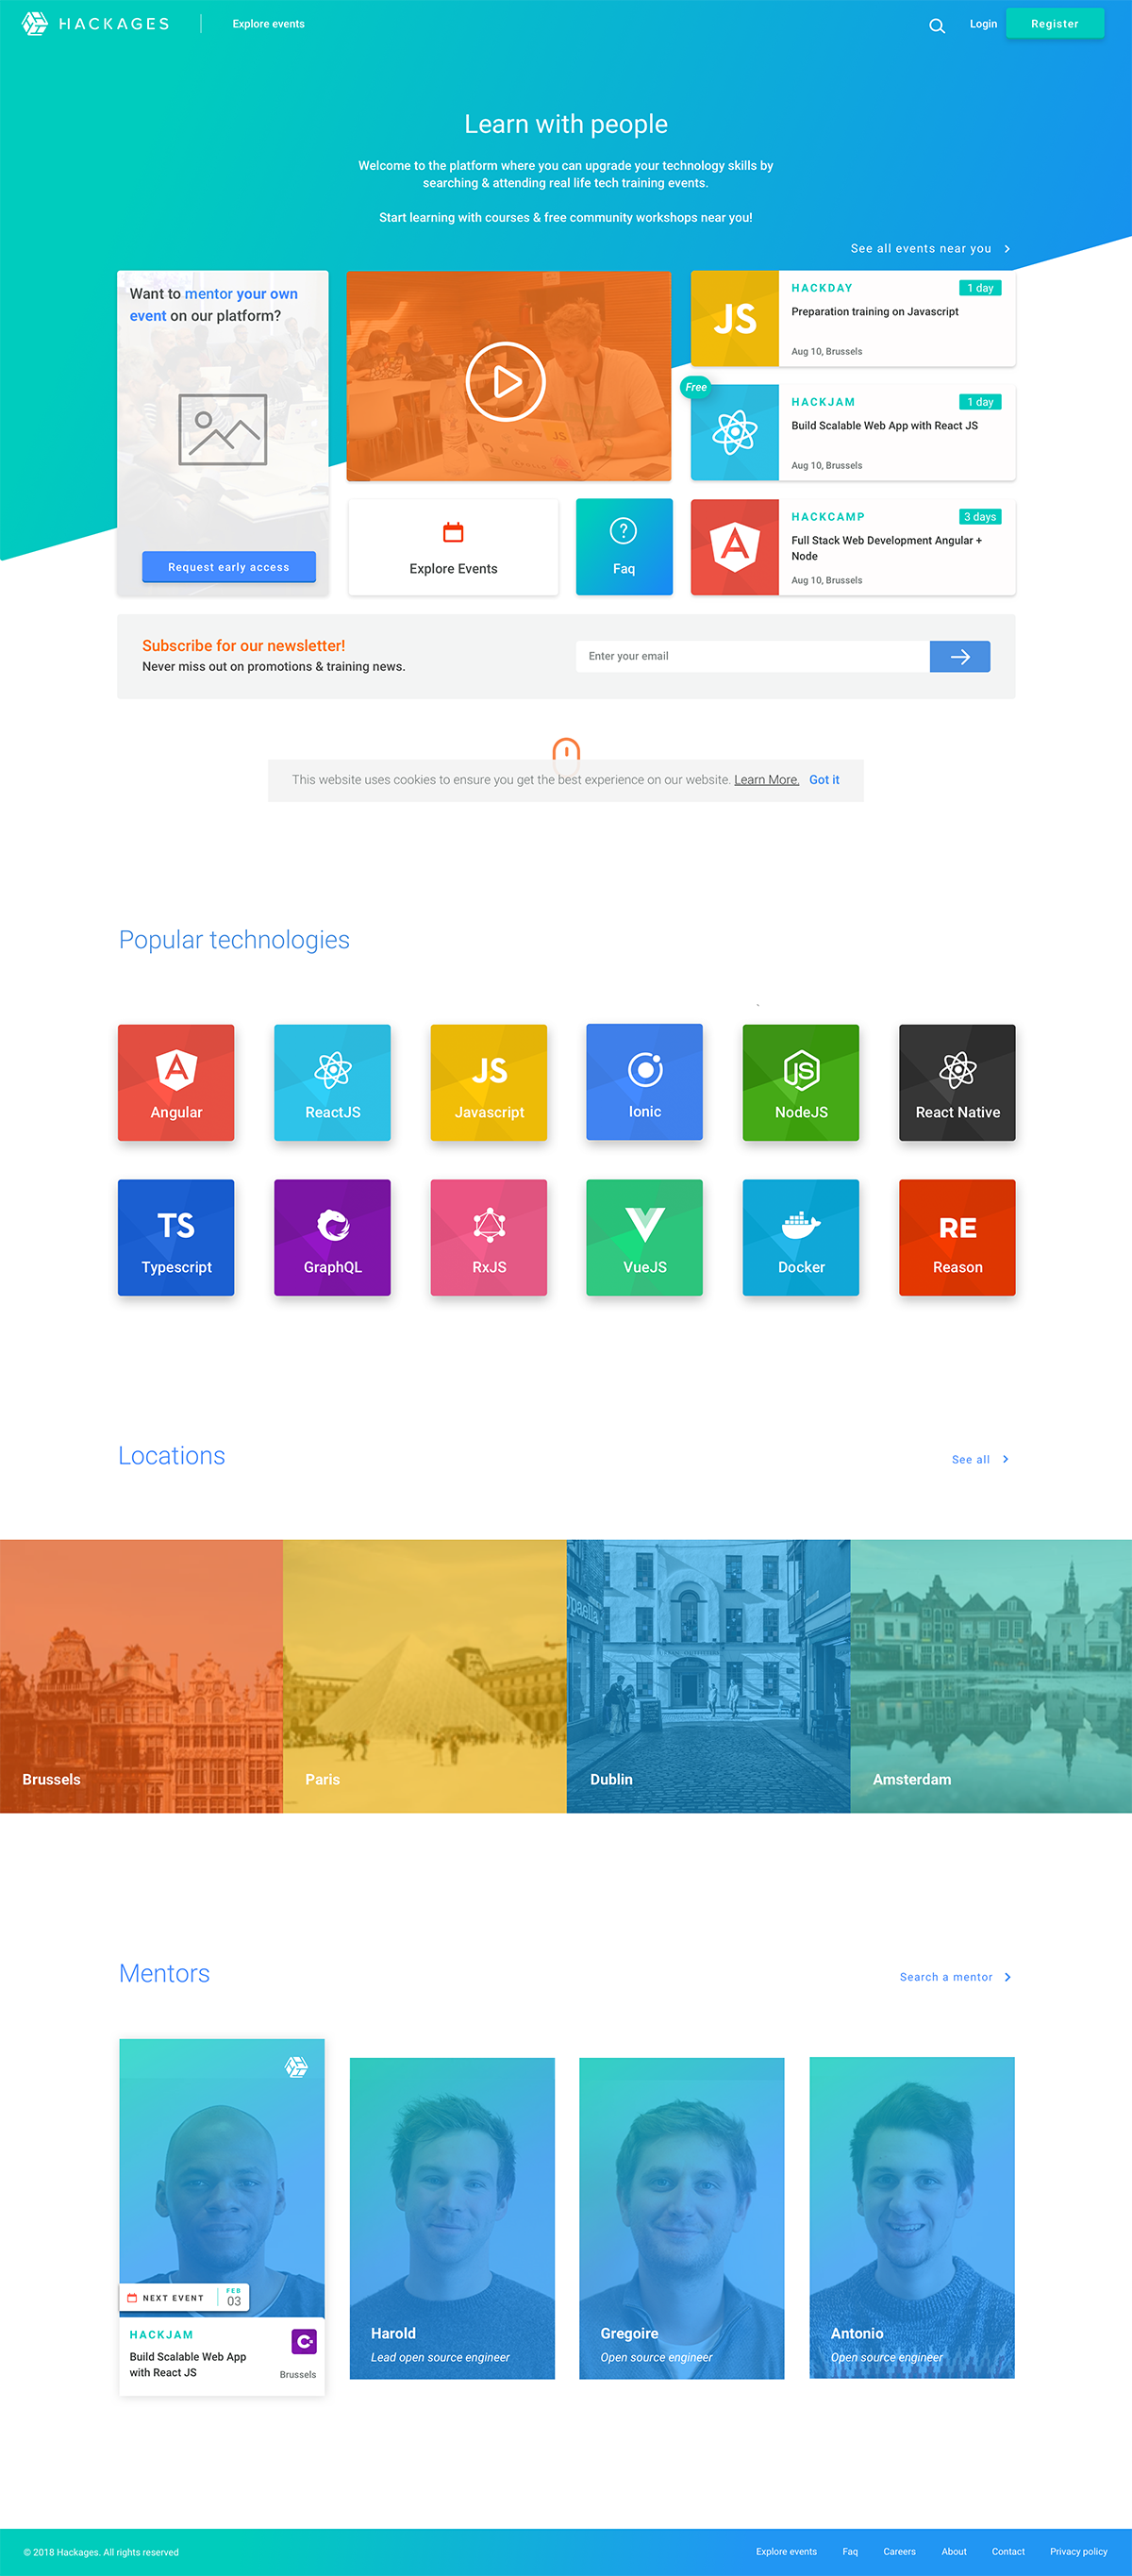 HACKAGES
Explore events
Login
Register
Learn with people
Welcome to the platform where you can upgrade your technology skills by
searching & attending real life tech training events.
Start learning with courses & free community workshops near you!
See all events near you
Want to mentor your own
event on our platform?
Request early access
JS
Explore Events
?
Faq
JS
HACKDAY
1 day
Preparation training on Javascript
Aug 10, Brussels
Free
HACKJAM
1 day
Build Scalable Web App with React JS
Aug 10, Brussels
A
HACKCAMP
3 days
Full Stack Web Development Angular +
Node
Aug 10, Brussels
Subscribe for our newsletter!
Never miss out on promotions & training news.
Enter your email
This website uses cookies to ensure you get the best experience on our website. Learn More. Got it
Popular technologies
A
Angular
ReactJS
JS
Javascript
Ionic
JS
NodeJS
React Native
TS
Typescript
GraphQL
RxJS
VueJS
Docker
RE
Reason
Locations
See all
paella
Brussels
Paris
Dublin
Amsterdam
Mentors
Search a mentor
NEXT EVENT
FEB
03
HACKJAM
Build Scalable Web App
with React JS
C
Brussels
Harold
Lead open source engineer
Gregoire
Open source engineer
Antonio
Open source engineer
© 2018 Hackages. All rights reserved
Explore events
Faq
Careers
About
Contact
Privacy policy